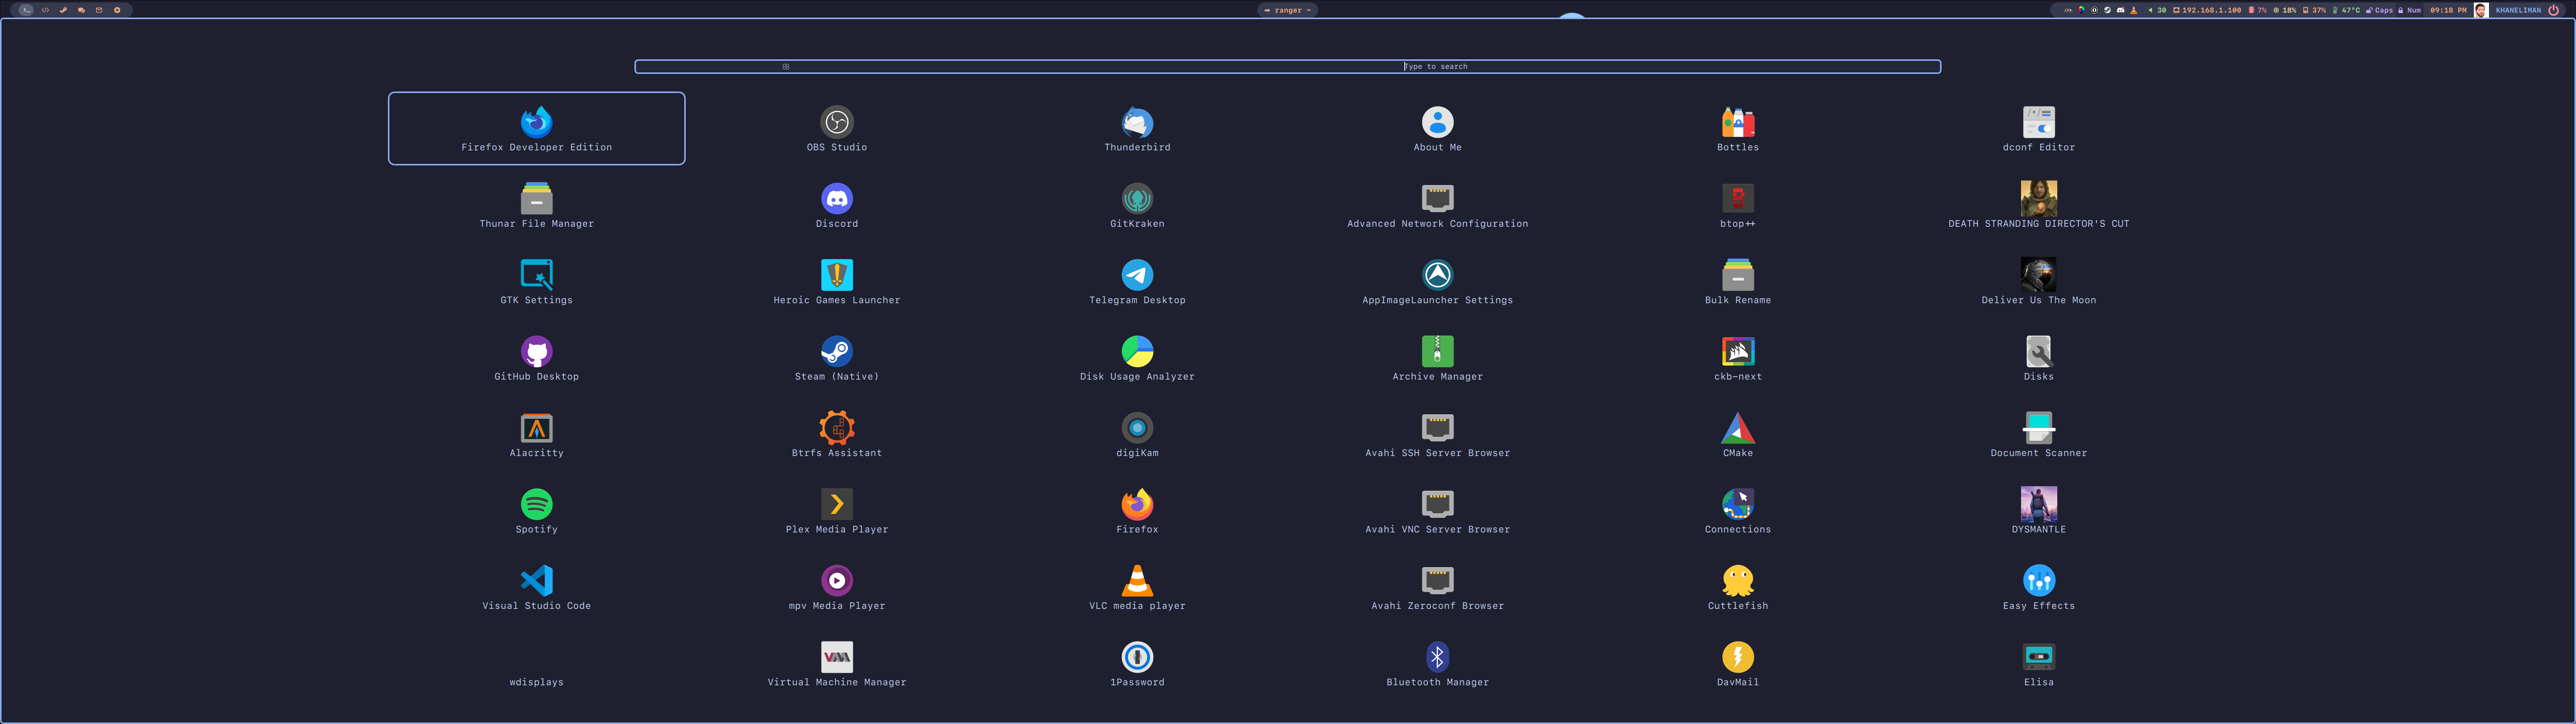 ranger ~
30 192.168.1.100 7% 18% 37% 47°C Caps Num 09:18 PM KHANELIMAN
Type to search
Firefox Developer Edition
OBS Studio
Thunderbird
About Me
Bottles
dconf Editor
Thunar File Manager
Discord
GitKraken
Advanced Network Configuration
btop++
DEATH STRANDING DIRECTOR'S CUT
GTK Settings
Heroic Games Launcher
Telegram Desktop
AppImageLauncher Settings
Bulk Rename
Deliver Us The Moon
GitHub Desktop
Steam (Native)
Disk Usage Analyzer
Archive Manager
ckb-next
Disks
Alacritty
Btrfs Assistant
digiKam
Avahi SSH Server Browser
CMake
Document Scanner
Spotify
Plex Media Player
Firefox
Avahi VNC Server Browser
Connections
DYSMANTLE
Visual Studio Code
mpv Media Player
VLC media player
Avahi Zeroconf Browser
Cuttlefish
Easy Effects
wdisplays
Virtual Machine Manager
1Password
Bluetooth Manager
DavMail
Elisa